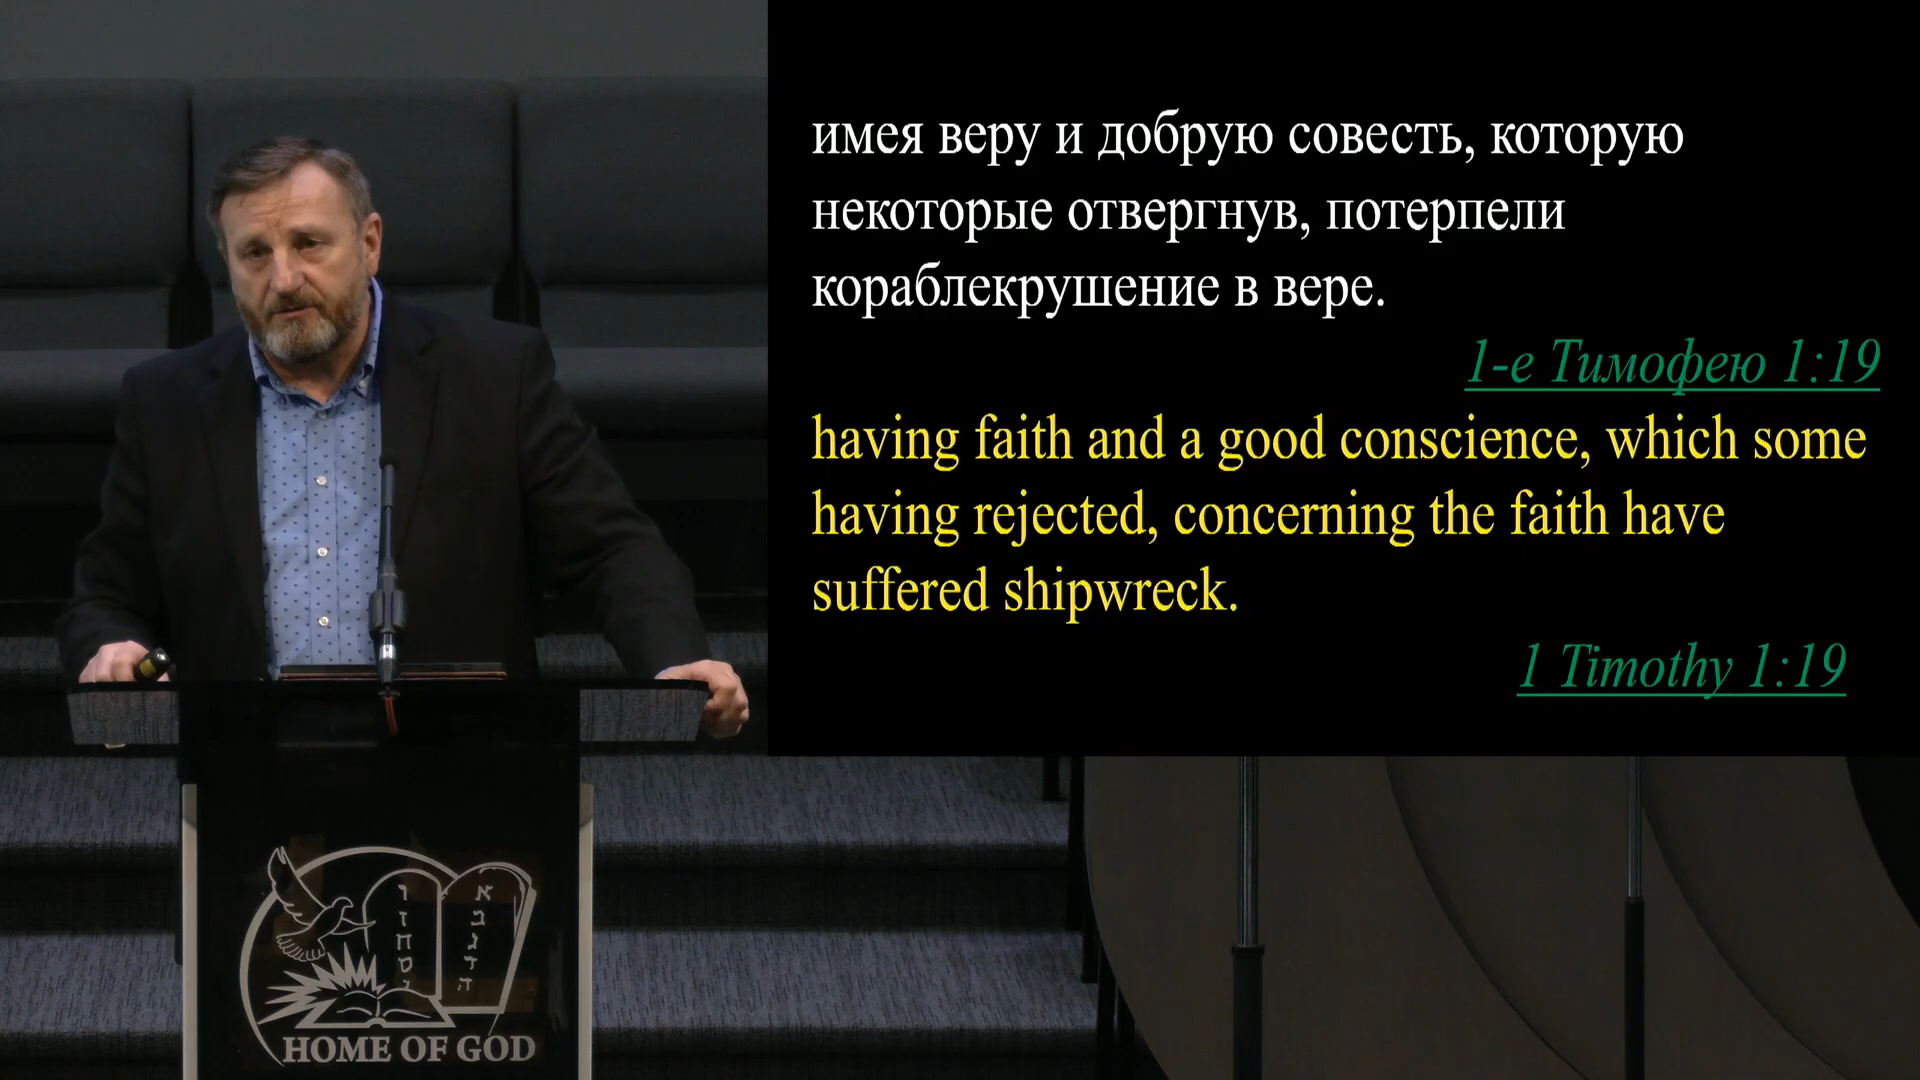 имея веру и добрую совесть, которую
некоторые отвергнув, потерпели
кораблекрушение в вере.
1-е Тимофею 1:19
having faith and a good conscience, which some
having rejected, concerning the faith have
suffered shipwreck.
1 Timothy 1:19
א
ב
ג
ד
ה
ו
ז
ח
HOME OF GOD